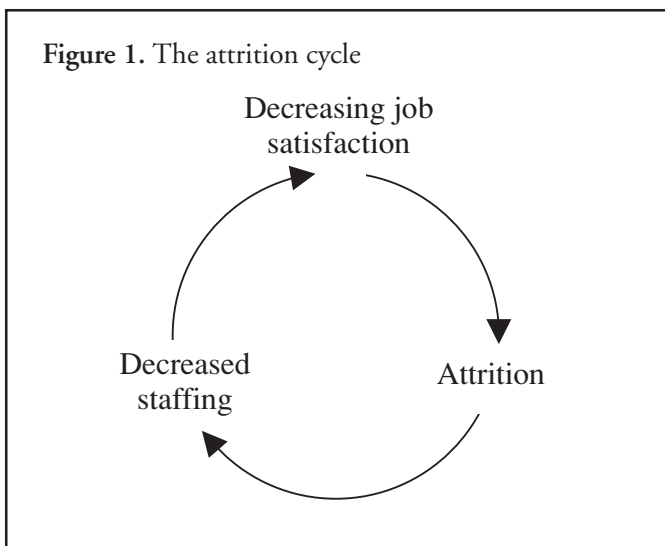 Figure 1. The attrition cycle
Decreasing job
satisfaction
Attrition
Decreased
staffing